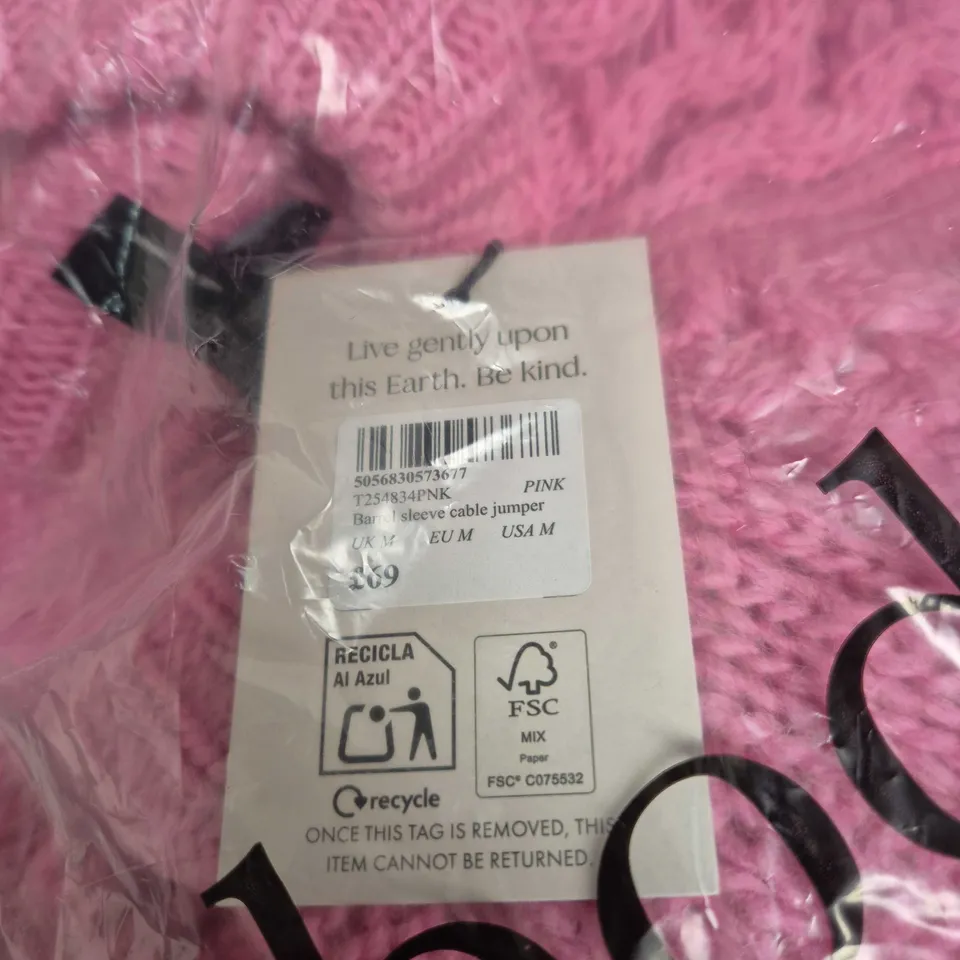 Live gently upon
this Earth. Be kind.
5056830573677
T254834PNK PINK
Barrel sleeve cable jumper
UK M EU M USA M
£69
RECICLA
Al Azul
FSC®
MIX
Paper
FSC® C075532
recycle
ONCE THIS TAG IS REMOVED, THIS
ITEM CANNOT BE RETURNED.